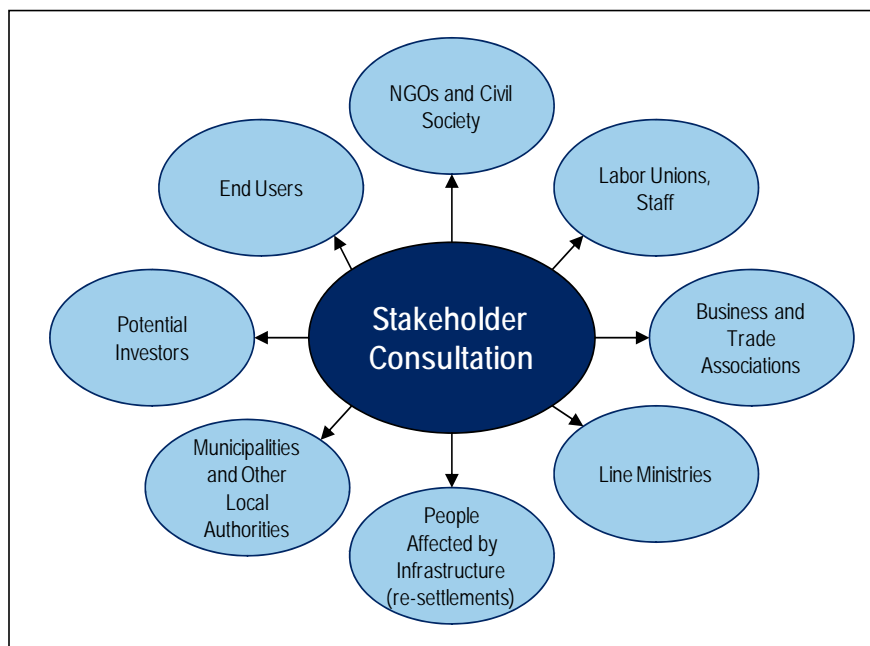 NGOs and Civil
Society
End Users
Labor Unions,
Staff
Stakeholder
Consultation
Potential
Investors
Business and
Trade
Associations
Municipalities
and Other
Local
Authorities
Line Ministries
People
Affected by
Infrastructure
(re-settlements)